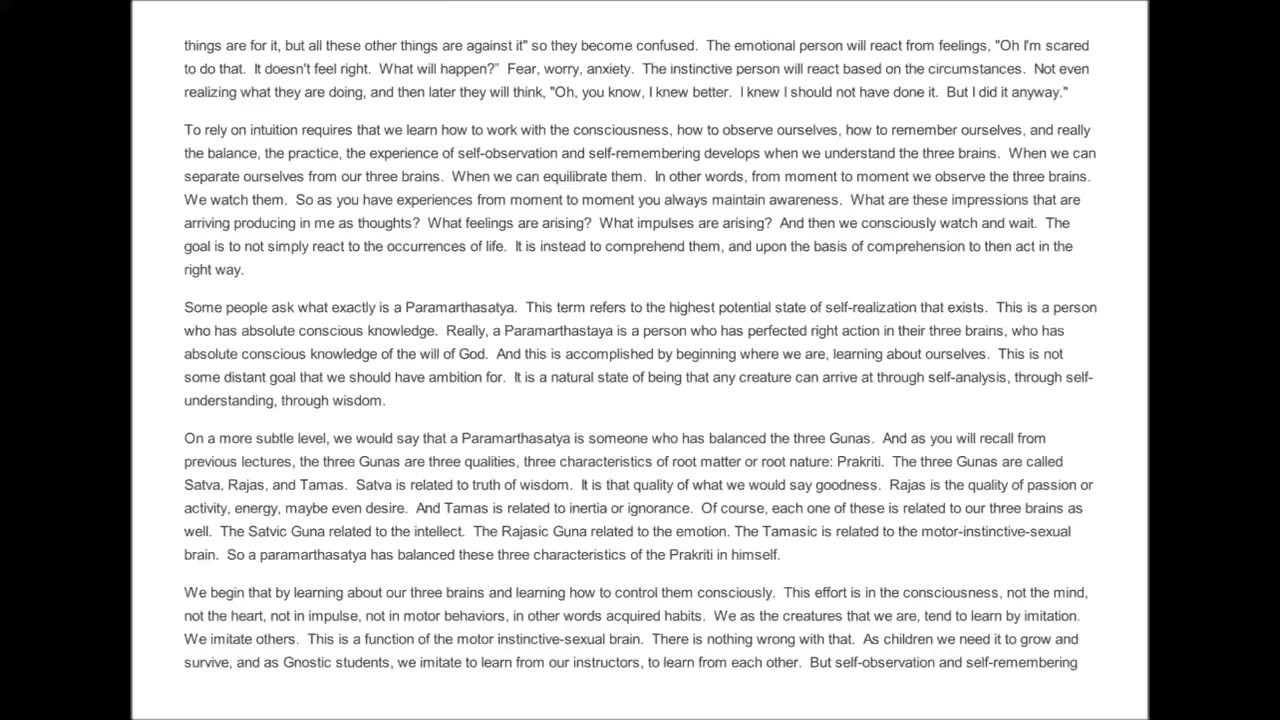 things are for it, but all these other things are against it" so they become confused.  The emotional person will react from feelings, "Oh I'm scared
to do that.  It doesn't feel right.  What will happen?"  Fear, worry, anxiety.  The instinctive person will react based on the circumstances.  Not even
realizing what they are doing, and then later they will think, "Oh, you know, I knew better.  I knew I should not have done it.  But I did it anyway."
To rely on intuition requires that we learn how to work with the consciousness, how to observe ourselves, how to remember ourselves, and really
the balance, the practice, the experience of self-observation and self-remembering develops when we understand the three brains.  When we can
separate ourselves from our three brains.  When we can equilibrate them.  In other words, from moment to moment we observe the three brains.
We watch them.  So as you have experiences from moment to moment you always maintain awareness.  What are these impressions that are
arriving producing in me as thoughts?  What feelings are arising?  What impulses are arising?  And then we consciously watch and wait.  The
goal is to not simply react to the occurrences of life.  It is instead to comprehend them, and upon the basis of comprehension to then act in the
right way.
Some people ask what exactly is a Paramarthasatya.  This term refers to the highest potential state of self-realization that exists.  This is a person
who has absolute conscious knowledge.  Really, a Paramarthastaya is a person who has perfected right action in their three brains, who has
absolute conscious knowledge of the will of God.  And this is accomplished by beginning where we are, learning about ourselves.  This is not
some distant goal that we should have ambition for.  It is a natural state of being that any creature can arrive at through self-analysis, through self-
understanding, through wisdom.
On a more subtle level, we would say that a Paramarthasatya is someone who has balanced the three Gunas.  And as you will recall from
previous lectures, the three Gunas are three qualities, three characteristics of root matter or root nature: Prakriti.  The three Gunas are called
Satva, Rajas, and Tamas.  Satva is related to truth of wisdom.  It is that quality of what we would say goodness.  Rajas is the quality of passion or
activity, energy, maybe even desire.  And Tamas is related to inertia or ignorance.  Of course, each one of these is related to our three brains as
well.  The Satvic Guna related to the intellect.  The Rajasic Guna related to the emotion. The Tamasic is related to the motor-instinctive-sexual
brain.  So a paramarthasatya has balanced these three characteristics of the Prakriti in himself.
We begin that by learning about our three brains and learning how to control them consciously.  This effort is in the consciousness, not the mind,
not the heart, not in impulse, not in motor behaviors, in other words acquired habits.  We as the creatures that we are, tend to learn by imitation.
We imitate others.  This is a function of the motor instinctive-sexual brain.  There is nothing wrong with that.  As children we need it to grow and
survive, and as Gnostic students, we imitate to learn from our instructors, to learn from each other.  But self-observation and self-remembering